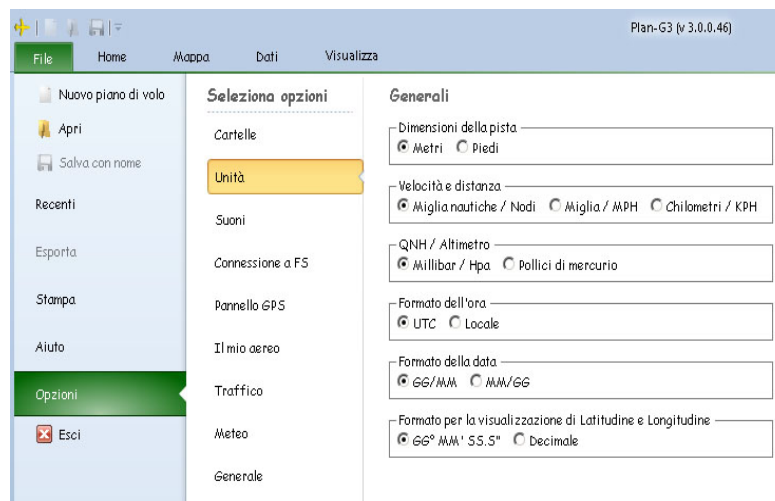 Plan-G3 (v 3.0.0.46)
File Home Mappa Dati Visualizza
Nuovo piano di volo
Apri
Salva con nome
Recenti
Esporta
Stampa
Aiuto
Opzioni
Esci
Seleziona opzioni
Cartelle
Unità
Suoni
Connessione a FS
Pannello GPS
Il mio aereo
Traffico
Meteo
Generale
Generali
Dimensioni della pista
Metri Piedi
Velocità e distanza
Miglia nautiche / Nodi Miglia / MPH Chilometri / KPH
QNH / Altimetro
Millibar / Hpa Pollici di mercurio
Formato dell'ora
UTC Locale
Formato della data
GG/MM MM/GG
Formato per la visualizzazione di Latitudine e Longitudine
GG° MM' SS.S" Decimale